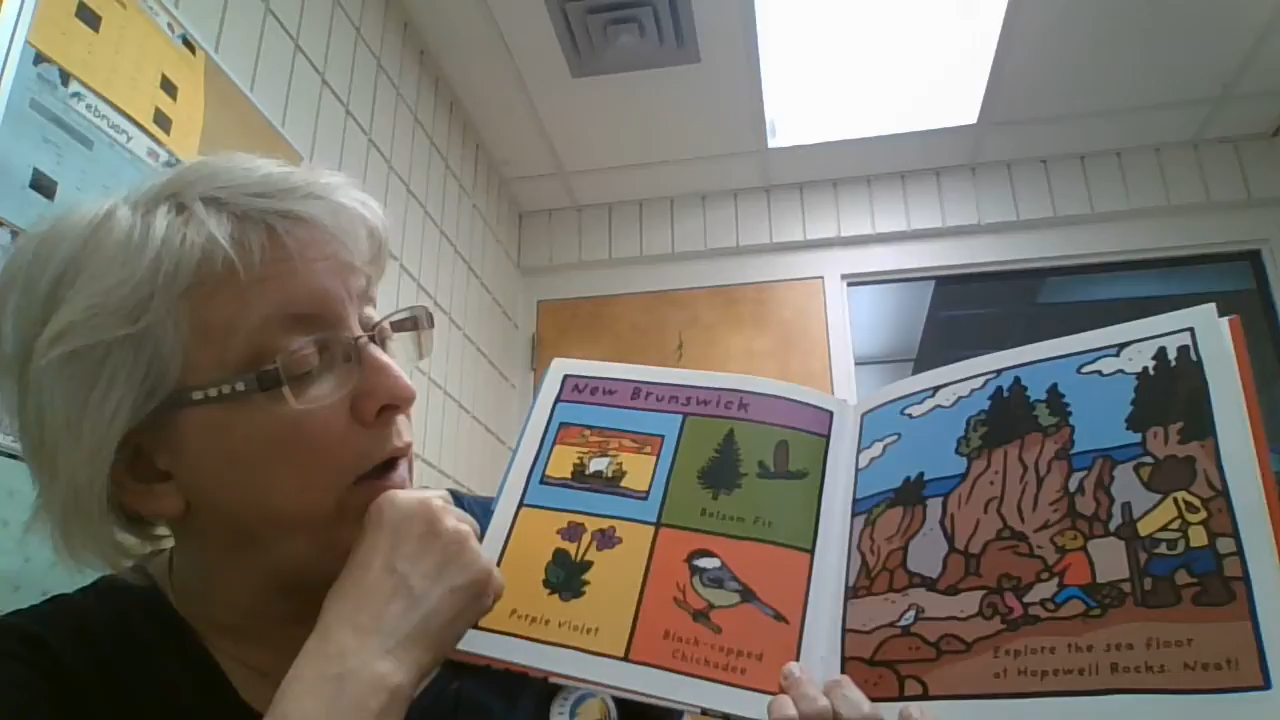 February
New Brunswick
Balsam Fir
Purple Violet
Black-capped
Chickadee
Explore the sea floor
at Hopewell Rocks. Neat!